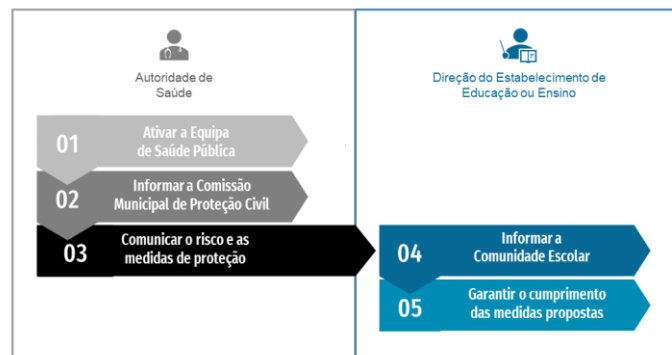 Autoridade de
Saúde
Direção do Estabelecimento de
Educação ou Ensino
01
Ativar a Equipa
de Saúde Pública
02
Informar a Comissão
Municipal de Proteção Civil
03
Comunicar o risco e as
medidas de proteção
04
Informar a
Comunidade Escolar
05
Garantir o cumprimento
das medidas propostas